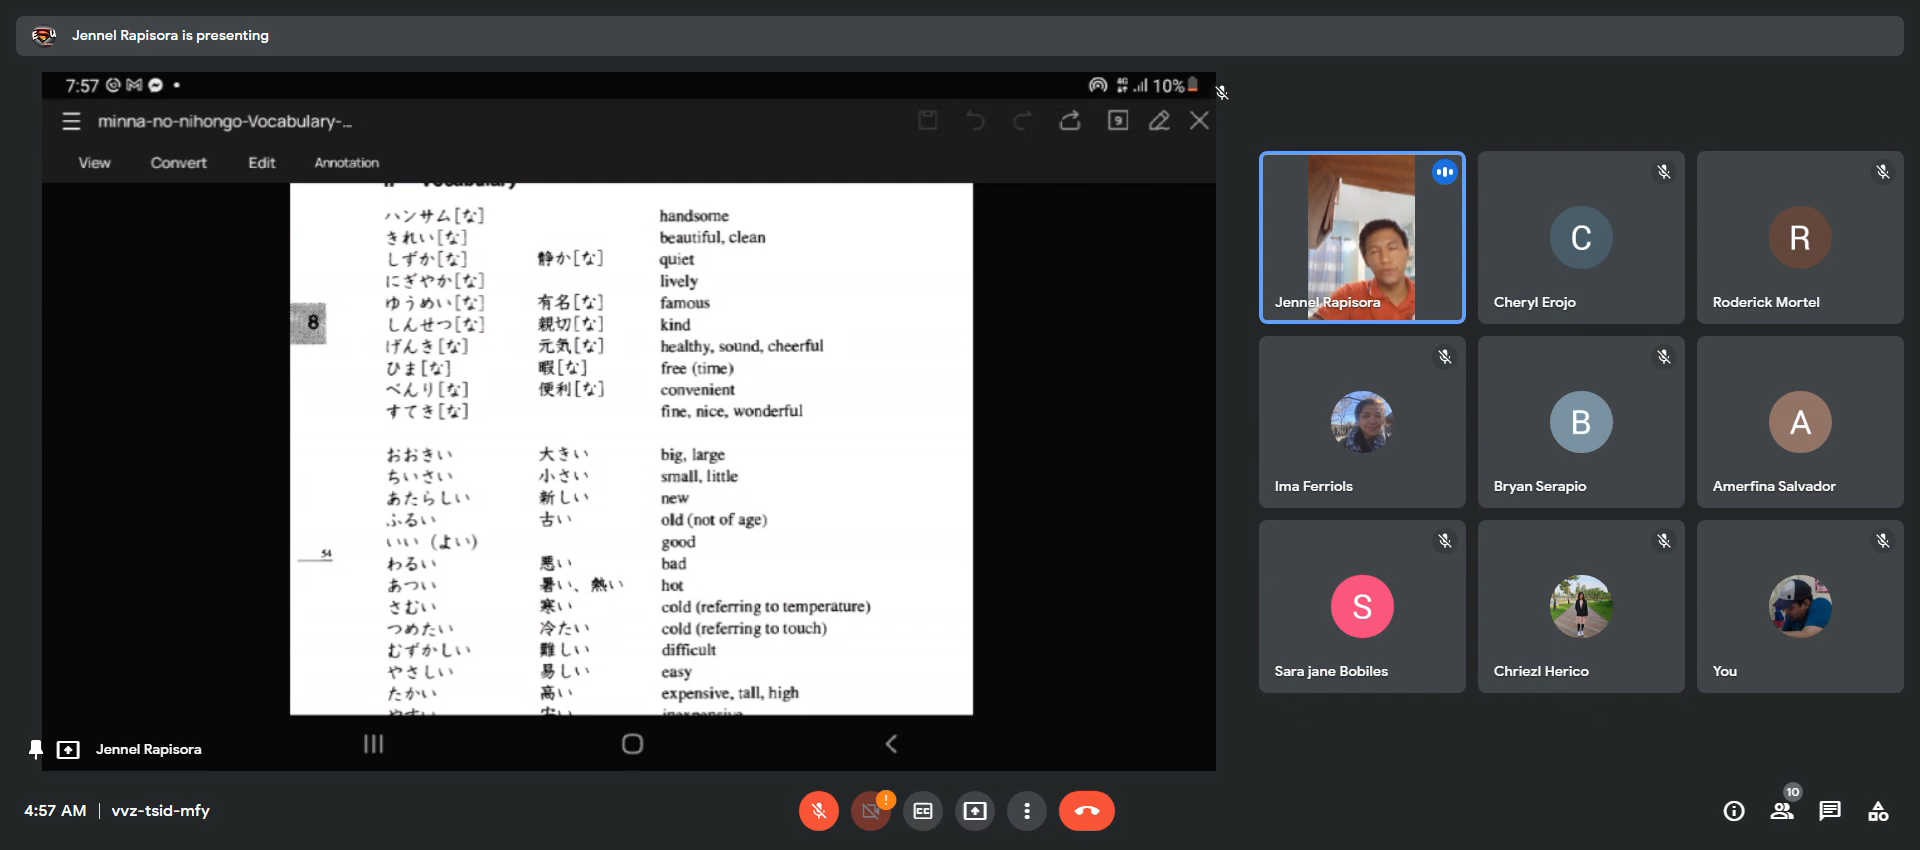 Jennel Rapisora is presenting
7:57
4G
10%
minna-no-nihongo-Vocabulary-...
9
View Convert Edit Annotation
Vocabulary
ハンサム[な] handsome
きれい[な] beautiful, clean
しずか[な] 静か[な] quiet
にぎやか[な] lively
ゆうめい[な] 有名[な] famous
8
しんせつ[な] 親切[な] kind
げんき[な] 元気[な] healthy, sound, cheerful
ひま[な] 暇[な] free (time)
べんり[な] 便利[な] convenient
すてき[な] fine, nice, wonderful
おおきい 大きい big, large
ちいさい 小さい small, little
あたらしい 新しい new
ふるい 古い old (not of age)
いい (よい) good
54
わるい 悪い bad
あつい 暑い、熱い hot
さむい 寒い cold (referring to temperature)
つめたい 冷たい cold (referring to touch)
むずかしい 難しい difficult
やさしい 易しい easy
たかい 高い expensive, tall, high
やすい 安い inexpensive
Jennel Rapisora
4:57 AM | vvz-tsid-mfy
Jennel Rapisora
C
Cheryl Erojo
R
Roderick Mortel
Ima Ferriols
B
Bryan Serapio
A
Amerfina Salvador
S
Sara jane Bobiles
Chriezl Herico
You
CC
10